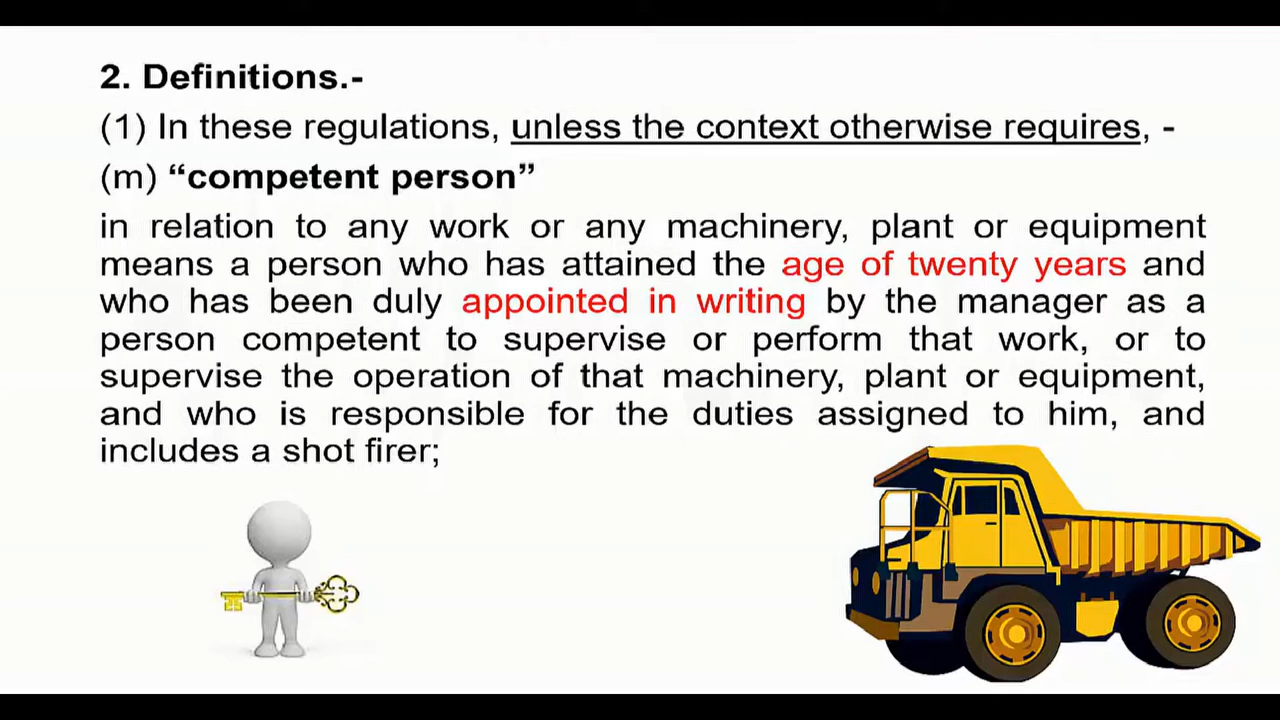 2. Definitions.-
(1) In these regulations, unless the context otherwise requires, -
(m) “competent person”
in relation to any work or any machinery, plant or equipment
means a person who has attained the age of twenty years and
who has been duly appointed in writing by the manager as a
person competent to supervise or perform that work, or to
supervise the operation of that machinery, plant or equipment,
and who is responsible for the duties assigned to him, and
includes a shot firer;